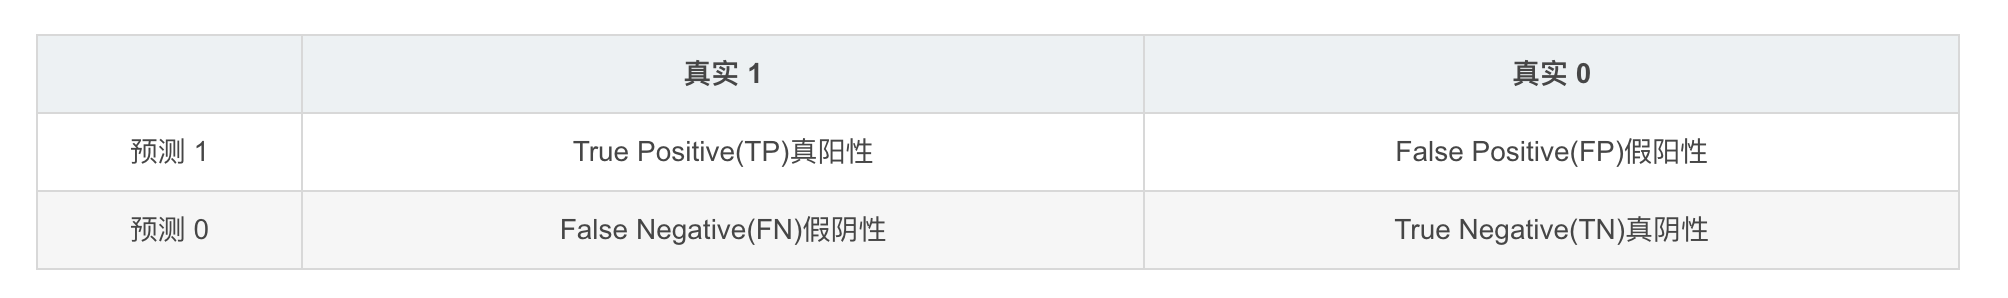 真实 1 真实 0
预测 1 True Positive(TP)真阳性 False Positive(FP)假阳性
预测 0 False Negative(FN)假阴性 True Negative(TN)真阴性